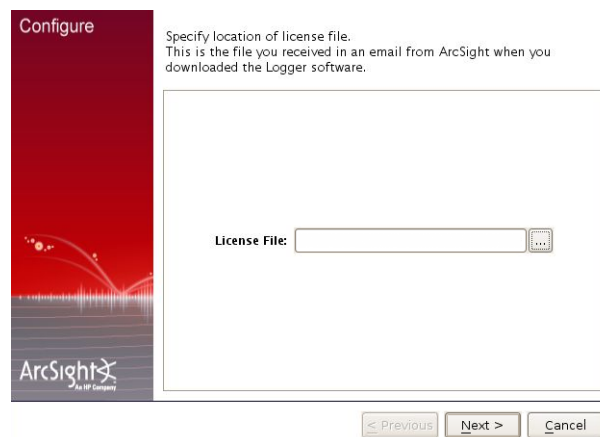 Configure
Specify location of license file.
This is the file you received in an email from ArcSight when you
downloaded the Logger software.
License File:
...
ArcSight
An HP Company
< Previous
Next >
Cancel